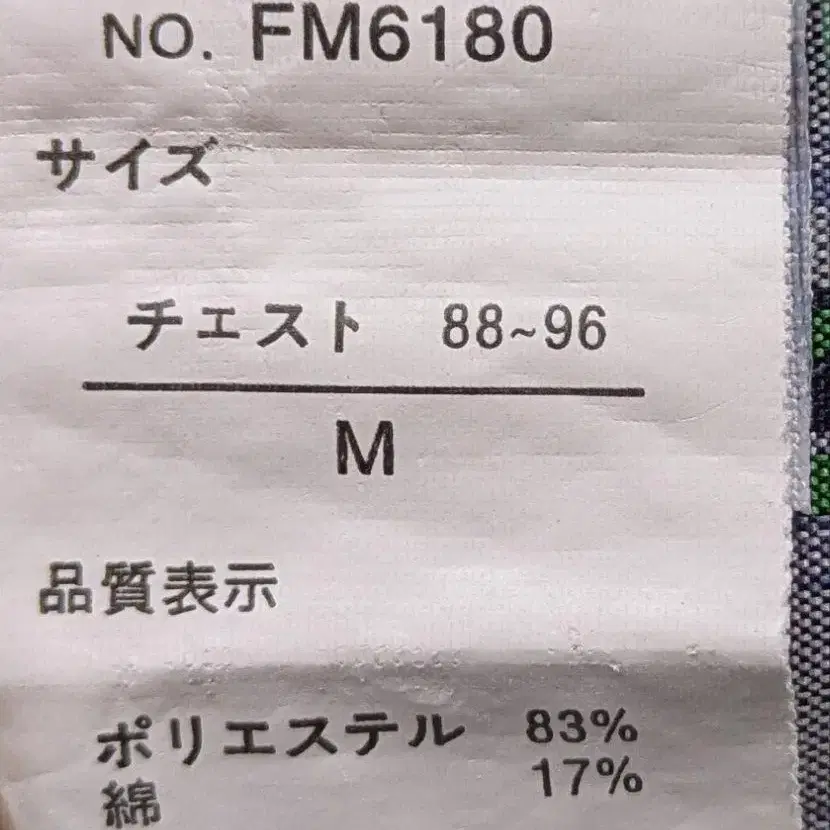 NO. FM6180
サイズ
チェスト 88~96
M
品質表示
ポリエステル 83%
綿 17%